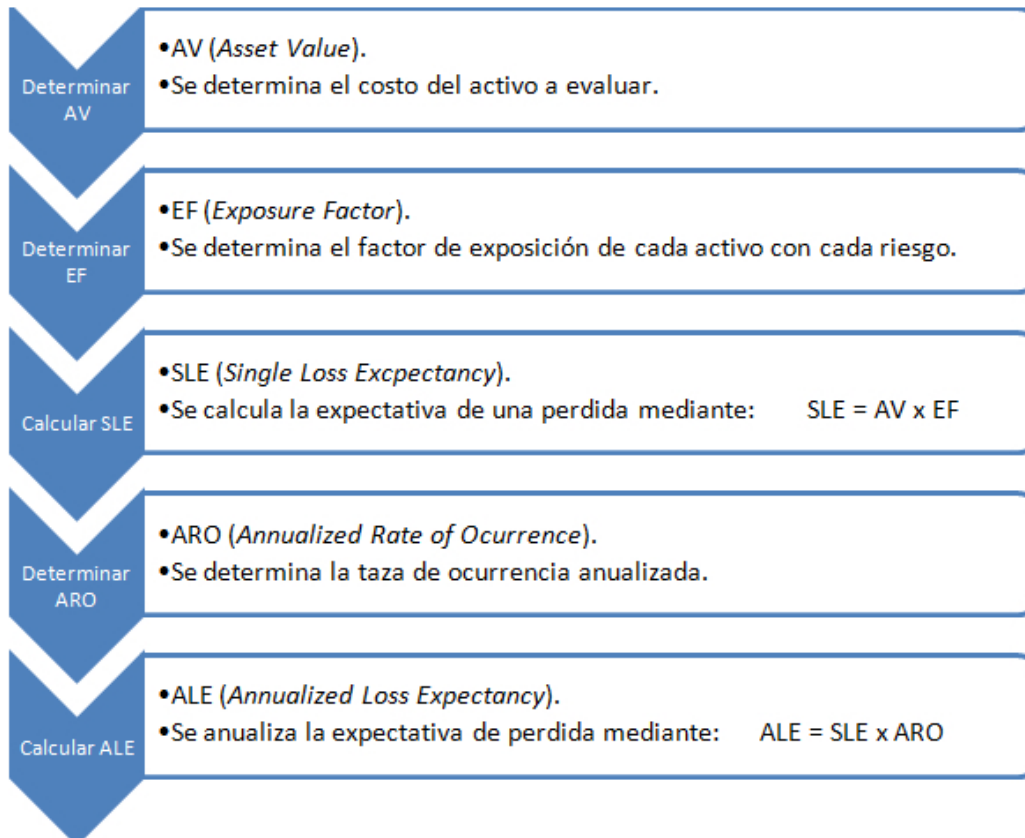 Determinar
AV
•AV (Asset Value).
•Se determina el costo del activo a evaluar.
Determinar
EF
•EF (Exposure Factor).
•Se determina el factor de exposición de cada activo con cada riesgo.
Calcular SLE
•SLE (Single Loss Excpectancy).
•Se calcula la expectativa de una perdida mediante: SLE = AV x EF
Determinar
ARO
•ARO (Annualized Rate of Ocurrence).
•Se determina la taza de ocurrencia anualizada.
Calcular ALE
•ALE (Annualized Loss Expectancy).
•Se anualiza la expectativa de perdida mediante: ALE = SLE x ARO